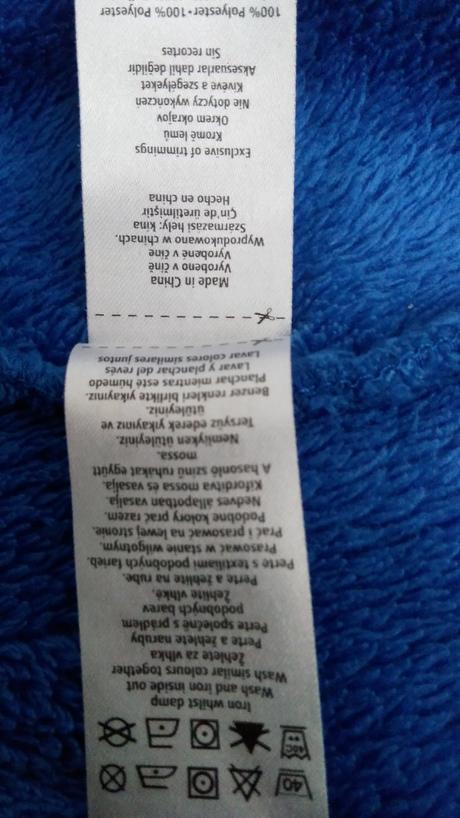 40
40C
Iron whilst damp
Wash and iron inside out
Wash similar colours together
Žehlete za vlhka
Perte a žehlete naruby
Perte společně s prádlem
podobných barev
Žehlite vlhké.
Perte a žehlite na rube.
Perte s textíliami podobných farieb.
Prasować w stanie wilgotnym.
Prać i prasować na lewej stronie.
Podobne kolory prać razem.
Nedves állapotban vasalja.
Kifordítva mossa és vasalja.
A hasonló színű ruhákat együtt
mossa.
Nemliyken ütüleyiniz.
Tersyüz ederek yıkayınız ve
ütüleyiniz.
Benzer renkleri birlikte yıkayınız.
Planchar mientras esté húmedo
Lavar y planchar del revés
Lavar colores similares juntos
Made in China
Vyrobeno v číně
Vyrobené v číne
Wyprodukowano w chinach.
Származási hely: kína
Çin'de üretilmiştir
Hecho en china
Exclusive of trimmings
Kromě lemů
Okrem okrajov
Nie dotyczy wykończeń
Kivéve a szegélyeket
Aksesuarlar dahil değildir
Sin recortes
100% Polyester•100% Polyester